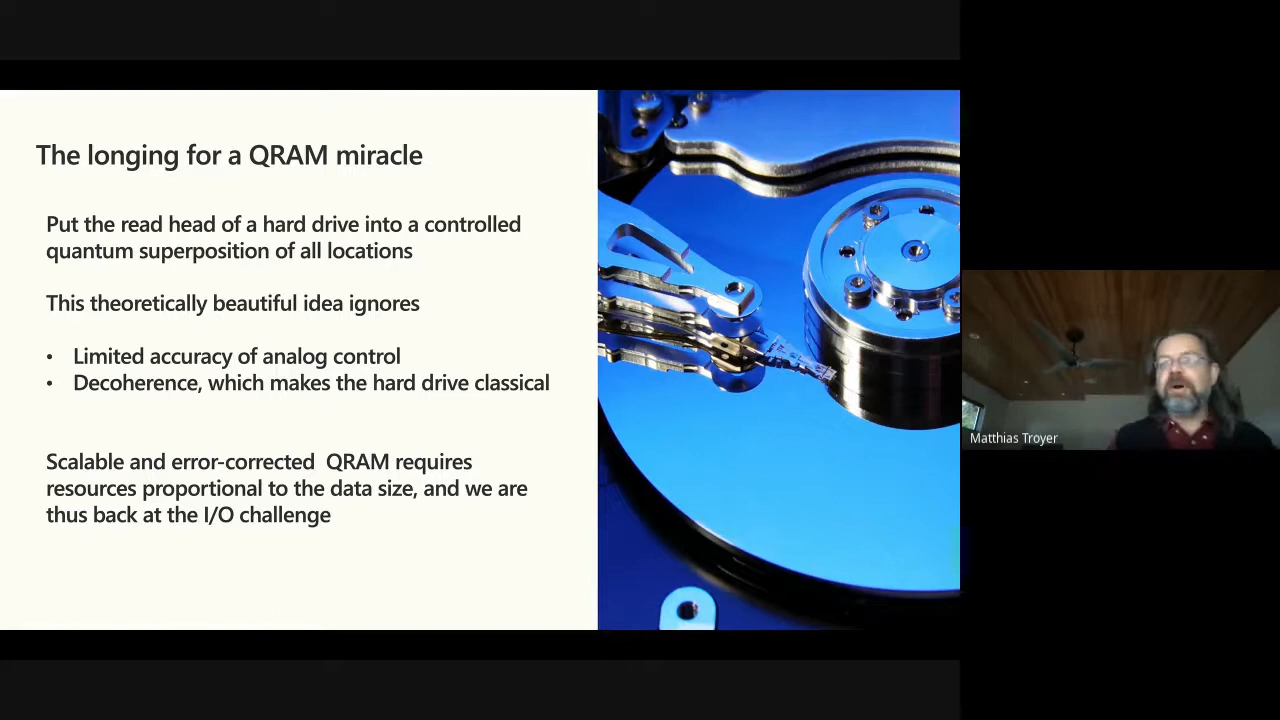 The longing for a QRAM miracle
Put the read head of a hard drive into a controlled
quantum superposition of all locations
This theoretically beautiful idea ignores
• Limited accuracy of analog control
• Decoherence, which makes the hard drive classical
Scalable and error-corrected  QRAM requires
resources proportional to the data size, and we are
thus back at the I/O challenge
Matthias Troyer